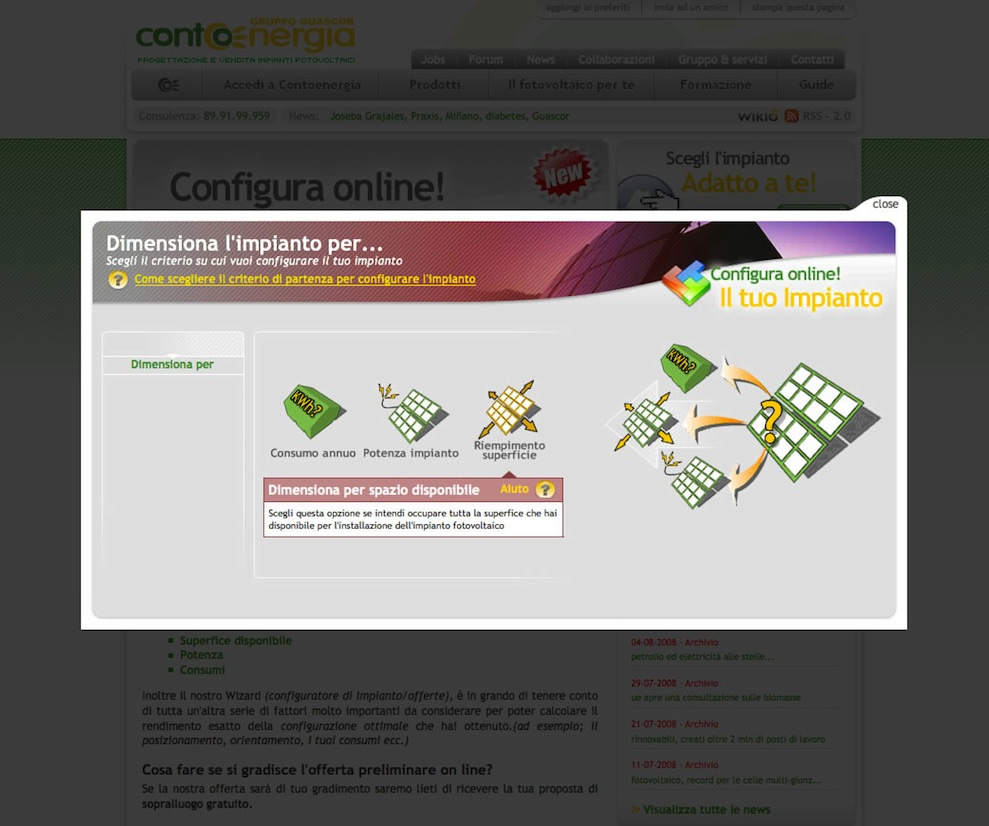 aggiungi ai preferiti | invia ad un amico | stampa questa pagina
GRUPPO GUASCOR
contoenergia
PROGETTAZIONE E VENDITA IMPIANTI FOTOVOLTAICI
Jobs | Forum | News | Collaborazioni | Gruppo & servizi | Contatti
Accedi a Contoenergia Prodotti Il fotovoltaico per te Formazione Guide
Consulenza: 89.91.99.959 News: Joseba Grajales, Praxis, Miñano, diabetes, Guascor WIKIO RSS - 2.0
Configura online!
New
Scegli l'impianto
Adatto a te!
close
Dimensiona l'impianto per...
Scegli il criterio su cui vuoi configurare il tuo impianto
? Come scegliere il criterio di partenza per configurare l'impianto
Configura online!
Il tuo Impianto
Dimensiona per
KWh?
Consumo annuo
Potenza impianto
Riempimento
superficie
KWh?
?
Dimensiona per spazio disponibile Aiuto ?
Scegli questa opzione se intendi occupare tutta la superfice che hai
disponibile per l'installazione dell'impianto fotovoltaico
Superfice disponibile
Potenza
Consumi
Inoltre il nostro Wizard (configuratore di impianto/offerte), è in grando di tenere conto
di tutta un'altra serie di fattori molto importanti da considerare per poter calcolare il
rendimento esatto della configurazione ottimale che hai ottenuto.(ad esempio; il
posizionamento, orientamento, i tuoi consumi ecc.)
Cosa fare se si gradisce l'offerta preliminare on line?
Se la nostra offerta sarà di tuo gradimento saremo lieti di ricevere la tua proposta di
sopralluogo gratuito.
04-08-2008 - Archivio
petrolio ed elettricità alle stelle...
29-07-2008 - Archivio
ue apre una consultazione sulle biomasse
21-07-2008 - Archivio
rinnovabili, creati oltre 2 mln di posti di lavoro
11-07-2008 - Archivio
fotovoltaico, record per le celle multi-giunz...
>> Visualizza tutte le news